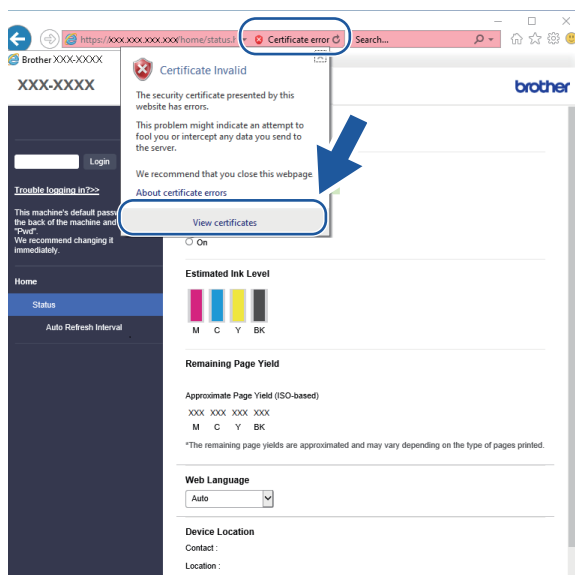 https://xxx.xxx.xxx.xxx/home/status.h
Certificate error
Search...
Brother XXX-XXXX
XXX-XXXX
brother
Certificate Invalid
The security certificate presented by this
website has errors.
This problem might indicate an attempt to
fool you or intercept any data you send to
the server.
We recommend that you close this webpage.
About certificate errors
View certificates
Login
Trouble logging in?>>
This machine's default passw
the back of the machine and
"Pwd".
We recommend changing it
immediately.
On
Home
Status
Auto Refresh Interval
Estimated Ink Level
M C Y BK
Remaining Page Yield
Approximate Page Yield (ISO-based)
XXX XXX XXX XXX
M C Y BK
*The remaining page yields are approximated and may vary depending on the type of pages printed.
Web Language
Auto
Device Location
Contact :
Location :